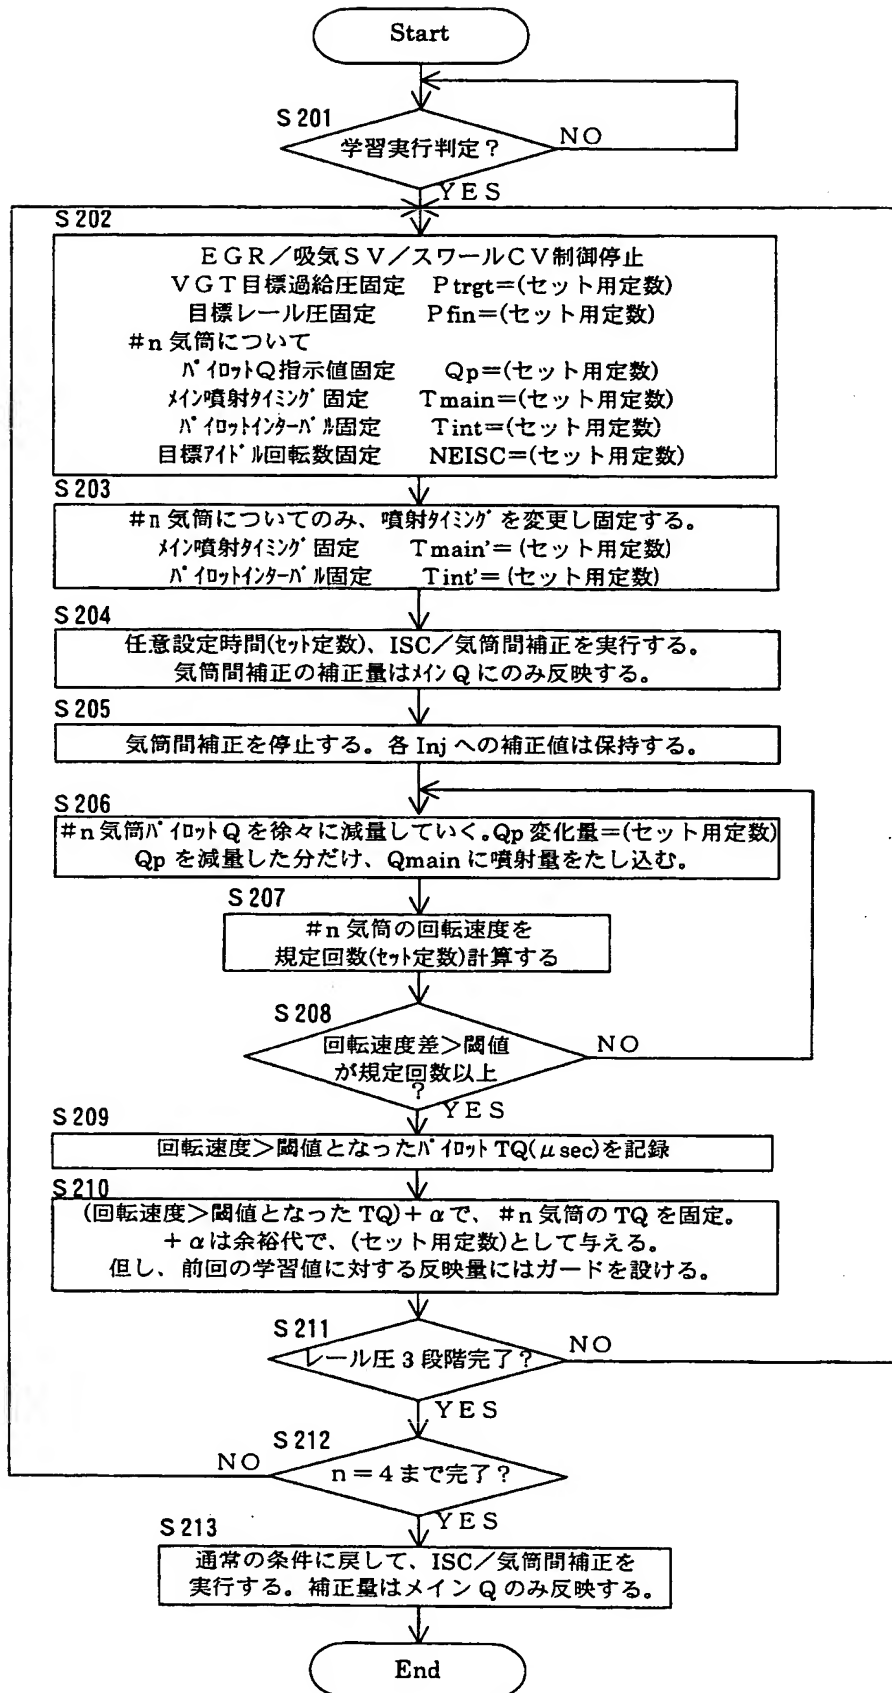 Start
S201
学習実行判定？
NO
YES
S202
EGR／吸気SV／スワールCV制御停止
VGT目標過給圧固定 Ptrgt=(セット用定数)
目標レール圧固定 Pfin=(セット用定数)
#n気筒について
ﾊﾟｲﾛｯﾄQ指示値固定 Qp=(セット用定数)
ﾒｲﾝ噴射ﾀｲﾐﾝｸﾞ固定 Tmain=(セット用定数)
ﾊﾟｲﾛｯﾄｲﾝﾀｰﾊﾞﾙ固定 Tint=(セット用定数)
目標ｱｲﾄﾞﾙ回転数固定 NEISC=(セット用定数)
S203
#n気筒についてのみ、噴射ﾀｲﾐﾝｸﾞを変更し固定する。
ﾒｲﾝ噴射ﾀｲﾐﾝｸﾞ固定 Tmain'=(セット用定数)
ﾊﾟｲﾛｯﾄｲﾝﾀｰﾊﾞﾙ固定 Tint'=(セット用定数)
S204
任意設定時間(ｾｯﾄ定数)、ISC／気筒間補正を実行する。
気筒間補正の補正量はﾒｲﾝQにのみ反映する。
S205
気筒間補正を停止する。各Injへの補正値は保持する。
S206
#n気筒ﾊﾟｲﾛｯﾄQを徐々に減量していく。Qp変化量=(セット用定数)
Qpを減量した分だけ、Qmainに噴射量をたし込む。
S207
#n気筒の回転速度を
規定回数(ｾｯﾄ定数)計算する
S208
回転速度差＞閾値
が規定回数以上
？
NO
YES
S209
回転速度＞閾値となったﾊﾟｲﾛｯﾄTQ(μsec)を記録
S210
(回転速度＞閾値となったTQ)+αで、#n気筒のTQを固定。
+αは余裕代で、(セット用定数)として与える。
但し、前回の学習値に対する反映量にはガードを設ける。
S211
レール圧3段階完了？
NO
YES
S212
NO
n=4まで完了？
YES
S213
通常の条件に戻して、ISC／気筒間補正を
実行する。補正量はメインQのみ反映する。
End